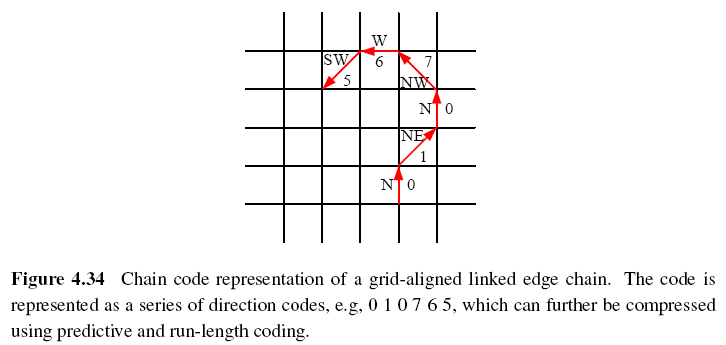 W
SW 6 7
5 NW
N 0
NE
1
N 0
Figure 4.34 Chain code representation of a grid-aligned linked edge chain. The code is
represented as a series of direction codes, e.g, 0 1 0 7 6 5, which can further be compressed
using predictive and run-length coding.